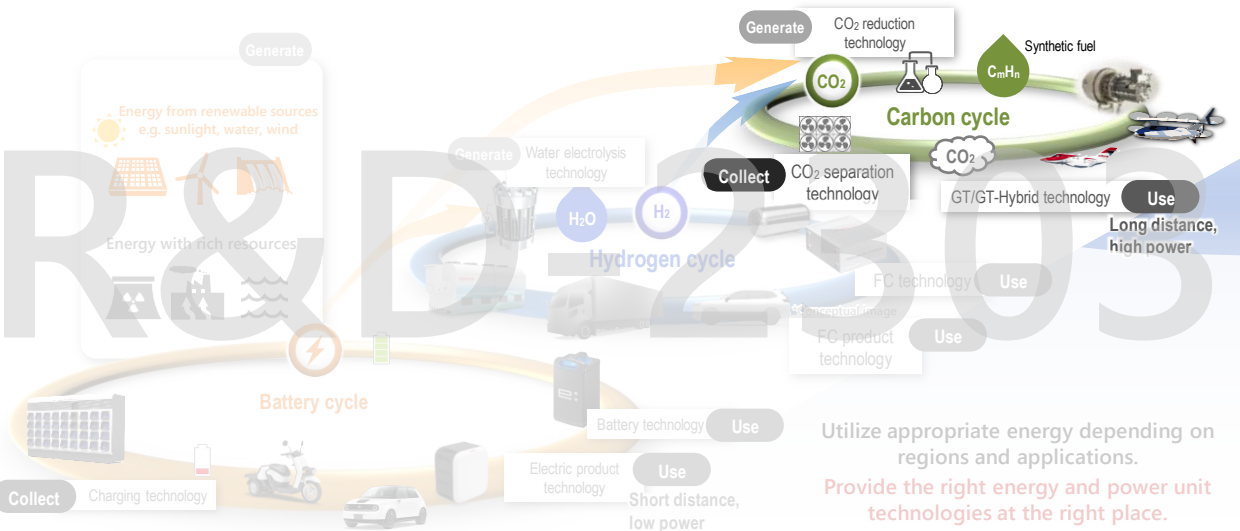 Generate
CO₂ reduction
technology
Synthetic fuel
CO₂
CₘHₙ
Carbon cycle
CO₂
Collect
CO₂ separation
technology
GT/GT-Hybrid technology
Use
Long distance,
high power
Generate
Energy from renewable sources
e.g. sunlight, water, wind
Energy with rich resources
Generate
Water electrolysis
technology
H₂O
H₂
Hydrogen cycle
FC technology
Use
*Conceptual image
FC product
technology
Use
R&D-2303
Battery cycle
Battery technology
Use
Electric product
technology
Use
Short distance,
low power
Collect
Charging technology
e:
Utilize appropriate energy depending on
regions and applications.
Provide the right energy and power unit
technologies at the right place.